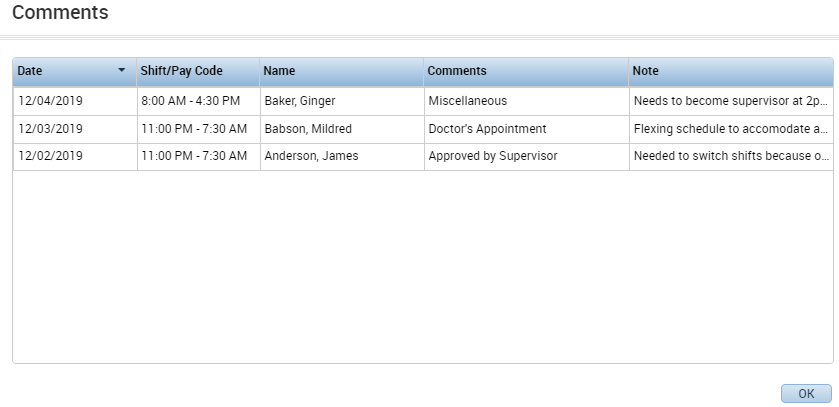 Comments
Date Shift/Pay Code Name Comments Note
12/04/2019 8:00 AM - 4:30 PM Baker, Ginger Miscellaneous Needs to become supervisor at 2p...
12/03/2019 11:00 PM - 7:30 AM Babson, Mildred Doctor's Appointment Flexing schedule to accomodate a...
12/02/2019 11:00 PM - 7:30 AM Anderson, James Approved by Supervisor Needed to switch shifts because o...
OK